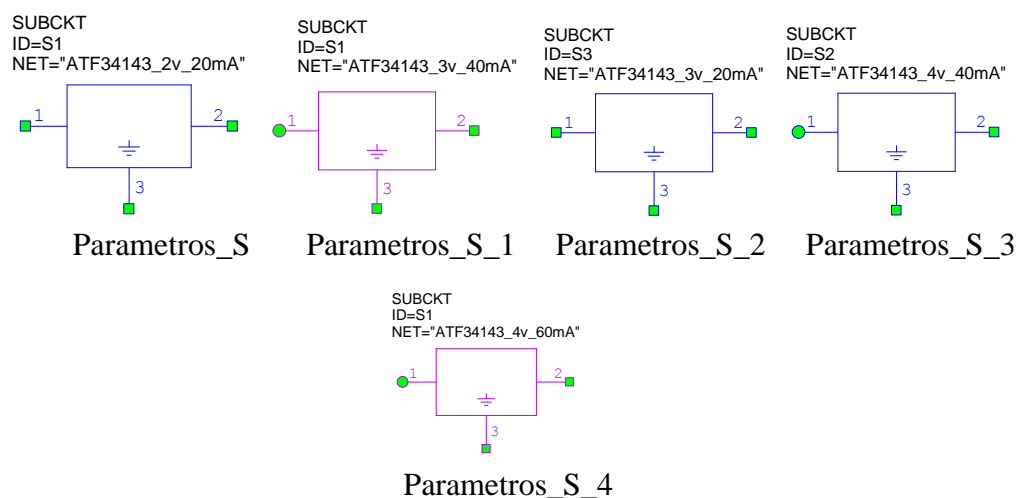 SUBCKT
ID=S1
NET="ATF34143_2v_20mA"
1
2
3
Parametros_S
SUBCKT
ID=S1
NET="ATF34143_3v_40mA"
1
2
3
Parametros_S_1
SUBCKT
ID=S3
NET="ATF34143_3v_20mA"
1
2
3
Parametros_S_2
SUBCKT
ID=S2
NET="ATF34143_4v_40mA"
1
2
3
Parametros_S_3
SUBCKT
ID=S1
NET="ATF34143_4v_60mA"
1
2
3
Parametros_S_4